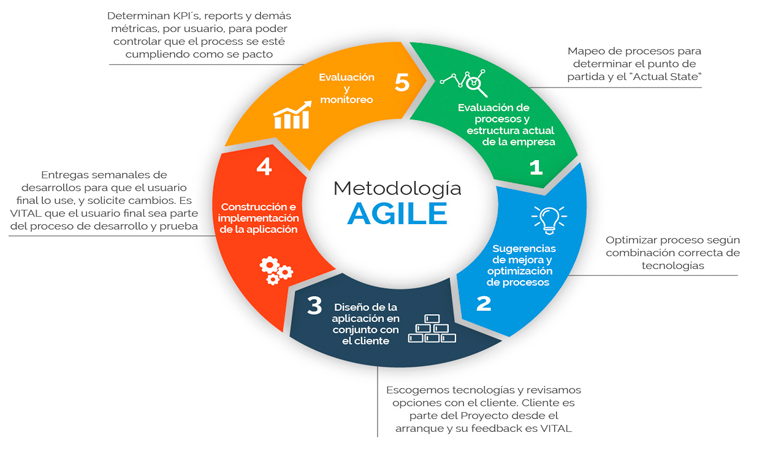 Determinan KPI´s, reports y demás
métricas, por usuario, para poder
controlar que el process se esté
cumpliendo como se pacto
Mapeo de procesos para
determinar el punto de
partida y el "Actual State"
Evaluación
y
monitoreo
5
Evaluación de
procesos y
estructura actual
de la empresa
1
Entregas semanales de
desarrollos para que el usuario
final lo use, y solicite cambios. Es
VITAL que el usuario final sea parte
del proceso de desarrollo y prueba
4
Construcción e
implementación
de la aplicación
Metodología
AGILE
Sugerencias
de mejora y
optimización
de procesos
2
Optimizar proceso según
combinación correcta de
tecnologías
3
Diseño de la
aplicación en
conjunto con
el cliente
Escogemos tecnologías y revisamos
opciones con el cliente. Cliente es
parte del Proyecto desde el
arranque y su feedback es VITAL